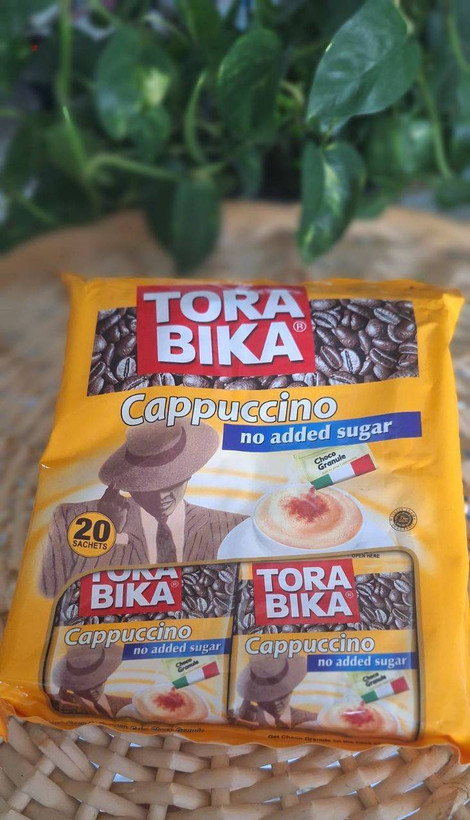 TORA
BIKA®
Cappuccino
no added sugar
Choco
Granule
20
SACHETS
OPEN HERE
TORA
BIKA®
Cappuccino
no added sugar
Choco
Granule
TORA
BIKA®
Cappuccino
no added sugar
Choco
Granule